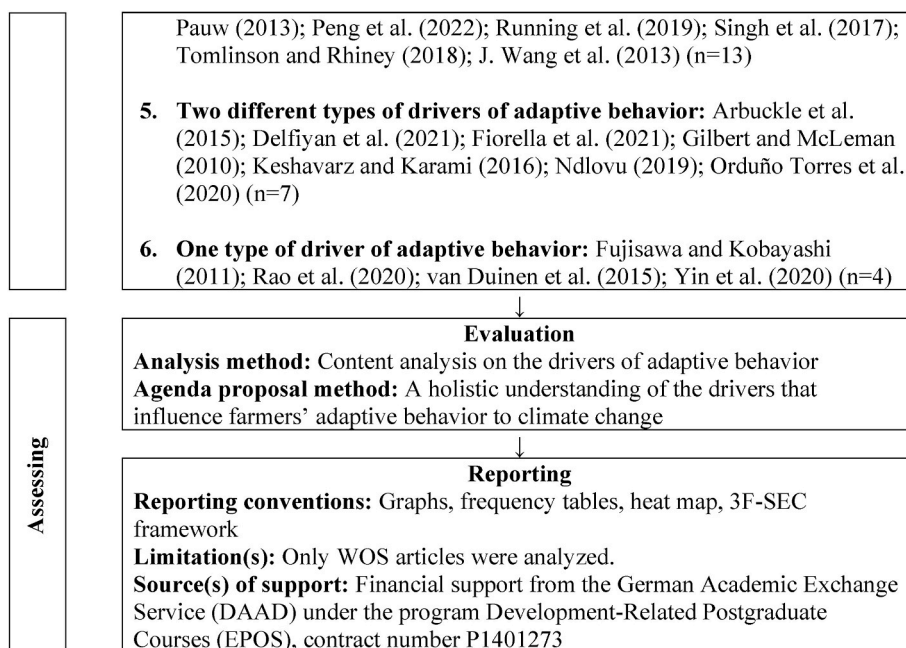 Pauw (2013); Peng et al. (2022); Running et al. (2019); Singh et al. (2017);
Tomlinson and Rhiney (2018); J. Wang et al. (2013) (n=13)
5. Two different types of drivers of adaptive behavior: Arbuckle et al.
(2015); Delfiyan et al. (2021); Fiorella et al. (2021); Gilbert and McLeman
(2010); Keshavarz and Karami (2016); Ndlovu (2019); Orduño Torres et al.
(2020) (n=7)
6. One type of driver of adaptive behavior: Fujisawa and Kobayashi
(2011); Rao et al. (2020); van Duinen et al. (2015); Yin et al. (2020) (n=4)
↓
Assessing
Evaluation
Analysis method: Content analysis on the drivers of adaptive behavior
Agenda proposal method: A holistic understanding of the drivers that
influence farmers’ adaptive behavior to climate change
↓
Reporting
Reporting conventions: Graphs, frequency tables, heat map, 3F-SEC
framework
Limitation(s): Only WOS articles were analyzed.
Source(s) of support: Financial support from the German Academic Exchange
Service (DAAD) under the program Development-Related Postgraduate
Courses (EPOS), contract number P1401273